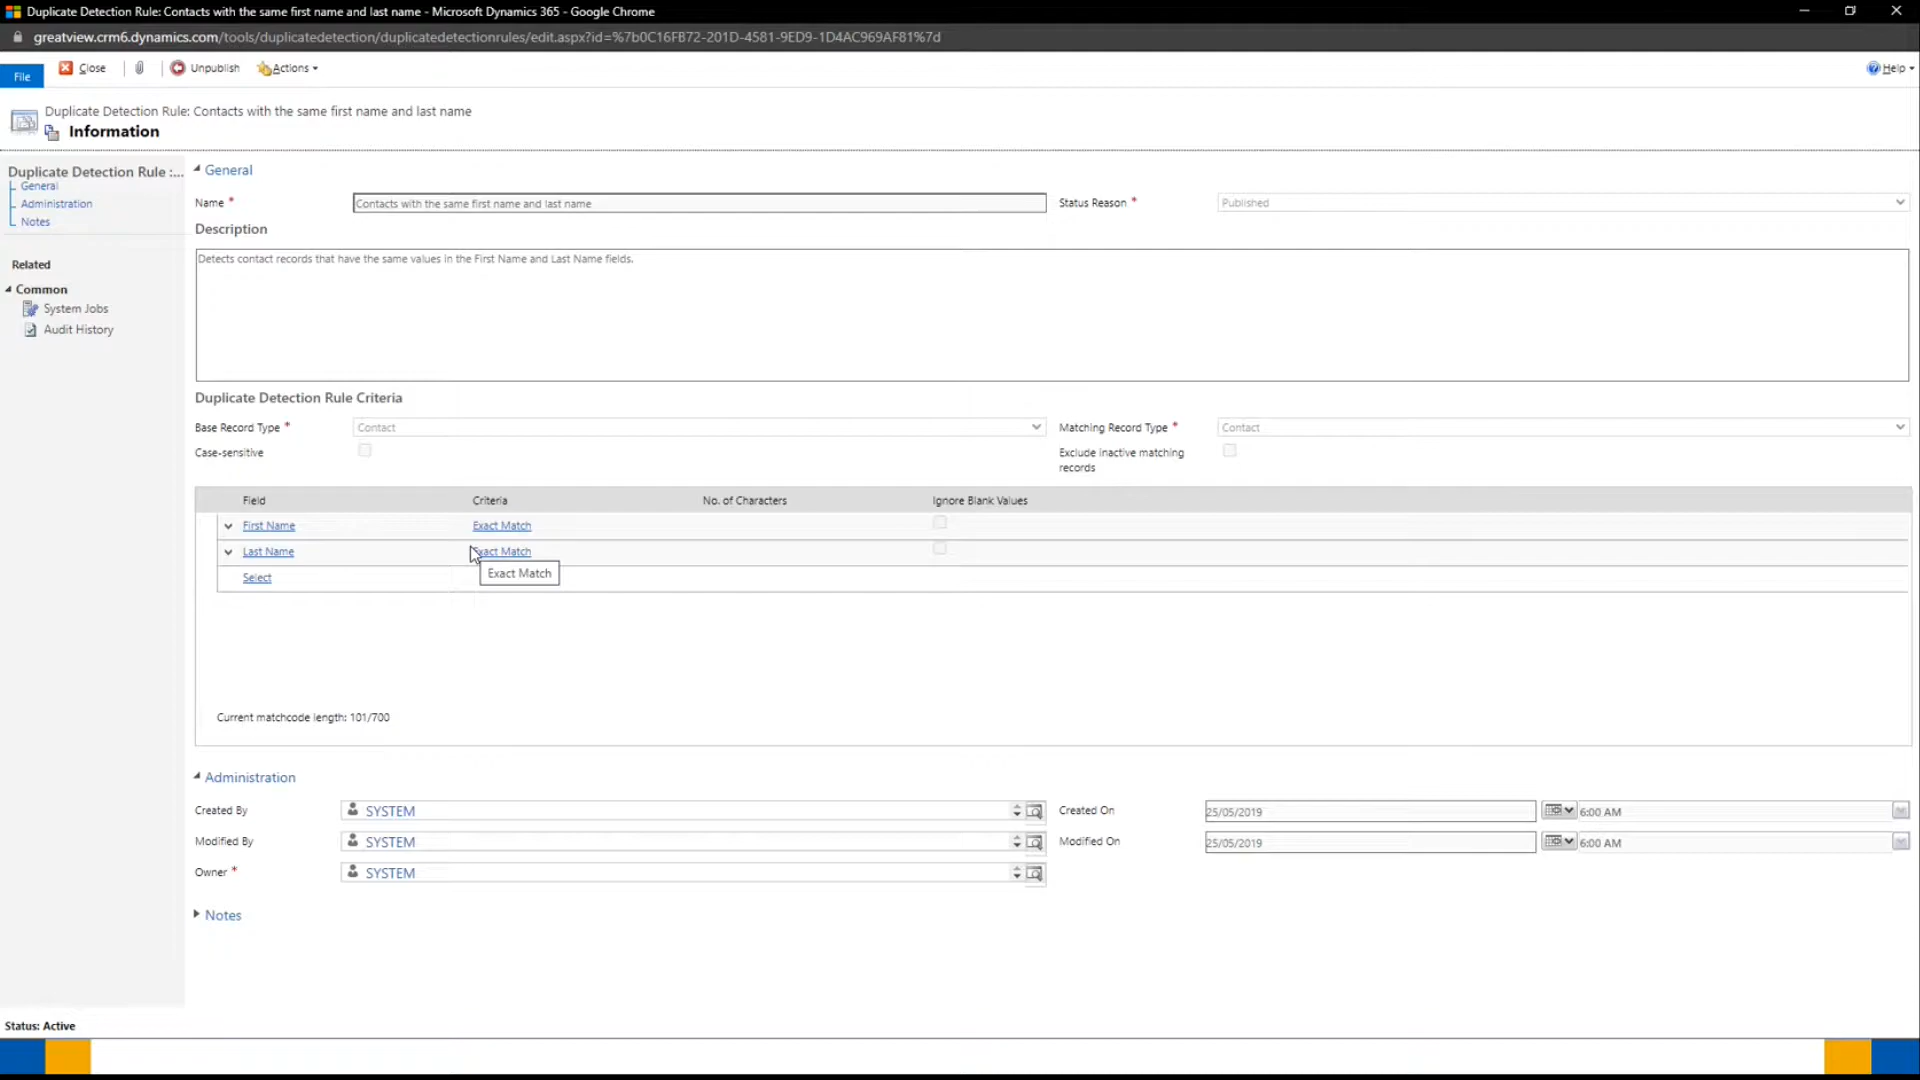 Duplicate Detection Rule: Contacts with the same first name and last name - Microsoft Dynamics 365 - Google Chrome
greatview.crm6.dynamics.com/tools/duplicatedetection/duplicatedetectionrules/edit.aspx?id=%7b0C16FB72-201D-4581-9ED9-1D4AC969AF81%7d
File
Close
Unpublish
Actions
Help
Duplicate Detection Rule: Contacts with the same first name and last name
Information
Duplicate Detection Rule :...
General
Administration
Notes
Related
Common
System Jobs
Audit History
General
Name *
Contacts with the same first name and last name
Status Reason *
Published
Description
Detects contact records that have the same values in the First Name and Last Name fields.
Duplicate Detection Rule Criteria
Base Record Type *
Contact
Matching Record Type *
Contact
Case-sensitive
Exclude inactive matching
records
Field Criteria No. of Characters Ignore Blank Values
First Name Exact Match
Last Name Exact Match
Exact Match
Select
Current matchcode length: 101/700
Administration
Created By
SYSTEM
Created On
25/05/2019
6:00 AM
Modified By
SYSTEM
Modified On
25/05/2019
6:00 AM
Owner *
SYSTEM
Notes
Status: Active